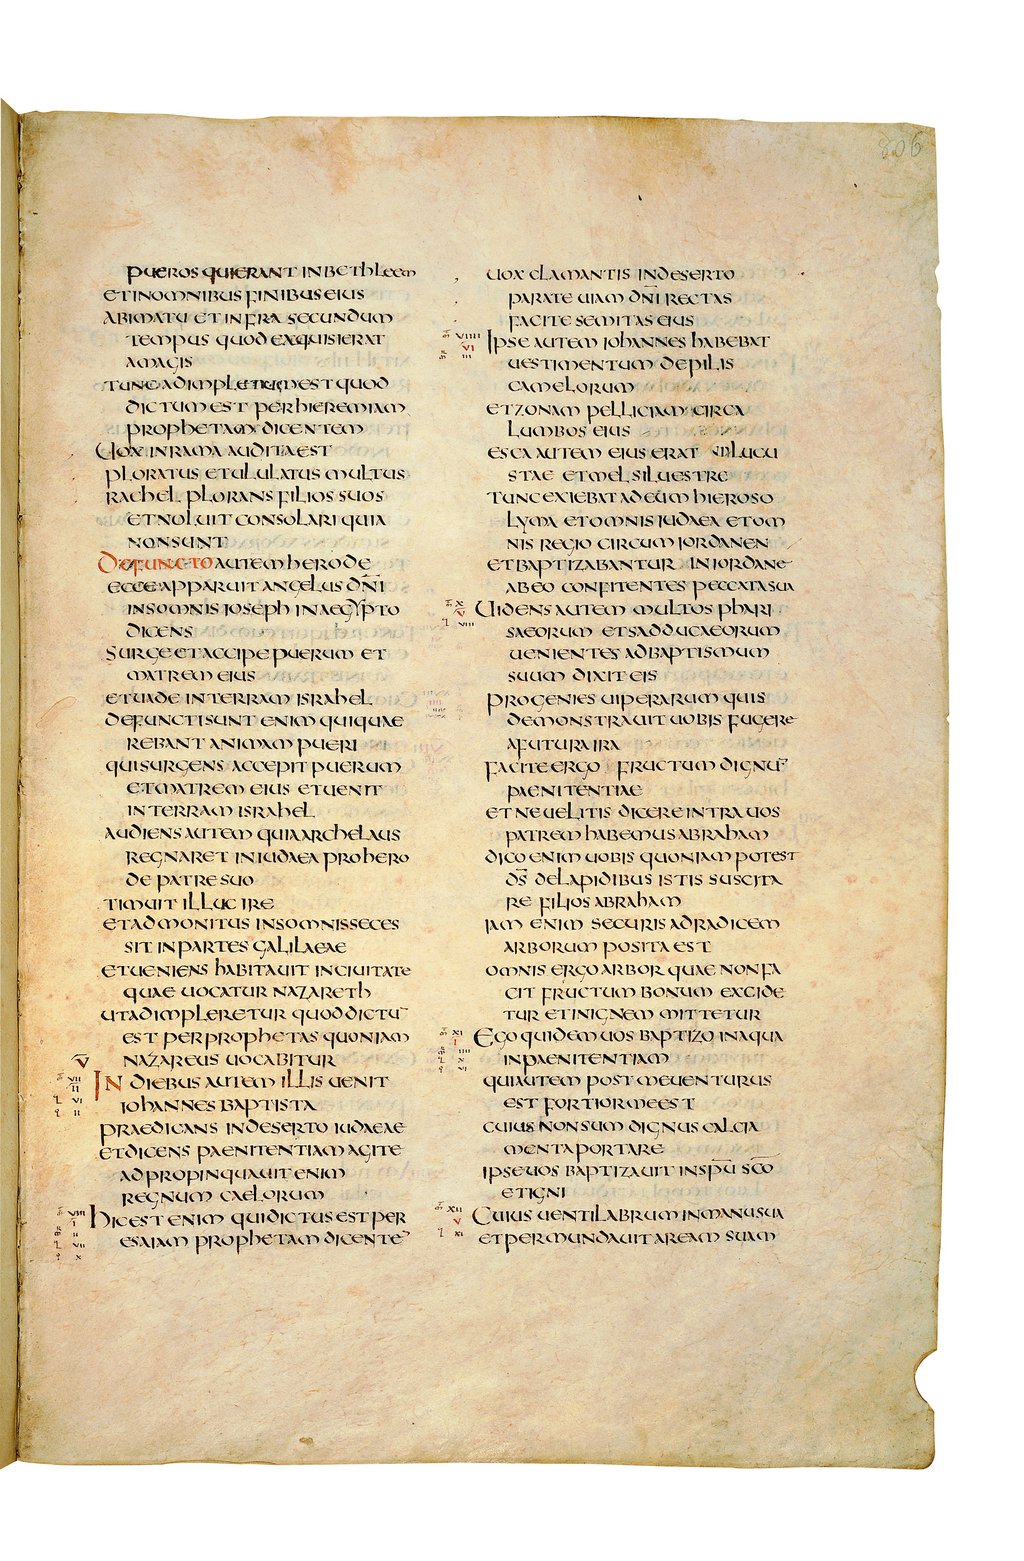 806
PUEROS QUIERANT IN BETHLEEM
ET IN OMNIBUS FINIBUS EIUS
A BIMATU ET INFRA SECUNDUM
TEMPUS QUOD EXQUISIERAT
A MAGIS
TUNC ADIMPLETUM EST QUOD
DICTUM EST PER HIEREMIAM
PROPHETAM DICENTEM
UOX IN RAMA AUDITA EST
PLORATUS ET ULULATUS MULTUS
RACHEL PLORANS FILIOS SUOS
ET NOLUIT CONSOLARI QUIA
NON SUNT
DEFUNCTO AUTEM HERODE
ECCE APPARUIT ANGELUS DN̄I
IN SOMNIS IOSEPH IN AEGYPTO
DICENS
SURGE ET ACCIPE PUERUM ET
MATREM EIUS
ET UADE IN TERRAM ISRAHEL
DEFUNCTI SUNT ENIM QUI QUAE
REBANT ANIMAM PUERI
QUI SURGENS ACCEPIT PUERUM
ET MATREM EIUS ET UENIT
IN TERRAM ISRAHEL
AUDIENS AUTEM QUIA ARCHELAUS
REGNARET IN IUDAEA PRO HERO
DE PATRE SUO
TIMUIT ILLUC IRE
ET ADMONITUS IN SOMNIS SECES
SIT IN PARTES GALILAEAE
ET UENIENS HABITAUIT IN CIUITATE
QUAE UOCATUR NAZARETH
UT ADIMPLERETUR QUOD DICTU̅
EST PER PROPHETAS QUONIAM
NAZAREUS UOCABITUR
IN DIEBUS AUTEM ILLIS UENIT
IOHANNES BAPTISTA
PRAEDICANS IN DESERTO IUDAEAE
ET DICENS PAENITENTIAM AGITE
ADPROPINQUAUIT ENIM
REGNUM CAELORUM
HIC EST ENIM QUI DICTUS EST PER
ESAIAM PROPHETAM DICENTE̅
UOX CLAMANTIS IN DESERTO
PARATE UIAM DN̄I RECTAS
FACITE SEMITAS EIUS
IPSE AUTEM IOHANNES HABEBAT
UESTIMENTUM DE PILIS
CAMELORUM
ET ZONAM PELLICIAM CIRCA
LUMBOS EIUS
ESCA AUTEM EIUS ERAT LUCU
STAE ET MEL SILUESTRE
TUNC EXIEBAT AD EUM HIEROSO
LYMA ET OMNIS IUDAEA ET OM
NIS REGIO CIRCUM IORDANEN
ET BAPTIZABANTUR IN IORDANE
AB EO CONFITENTES PECCATA SUA
UIDENS AUTEM MULTOS PHARI
SAEORUM ET SADDUCAEORUM
UENIENTES AD BAPTISMUM
SUUM DIXIT EIS
PROGENIES UIPERARUM QUIS
DEMONSTRAUIT UOBIS FUGERE
A FUTURA IRA
FACITE ERGO FRUCTUM DIGNU̅
PAENITENTIAE
ET NE UELITIS DICERE INTRA UOS
PATREM HABEMUS ABRAHAM
DICO ENIM UOBIS QUONIAM POTEST
D̅S̅ DE LAPIDIBUS ISTIS SUSCITA
RE FILIOS ABRAHAM
IAM ENIM SECURIS AD RADICEM
ARBORUM POSITA EST
OMNIS ERGO ARBOR QUAE NON FA
CIT FRUCTUM BONUM EXCIDE
TUR ET IN IGNEM MITTETUR
EGO QUIDEM UOS BAPTIZO IN AQUA
IN PAENITENTIAM
QUI AUTEM POST ME UENTURUS
EST FORTIOR ME EST
CUIUS NON SUM DIGNUS CALCIA
MENTA PORTARE
IPSE UOS BAPTIZAUIT IN SP̅U S̅C̅O
ET IGNI
CUIUS UENTILABRUM IN MANU SUA
ET PERMUNDAUIT AREAM SUAM